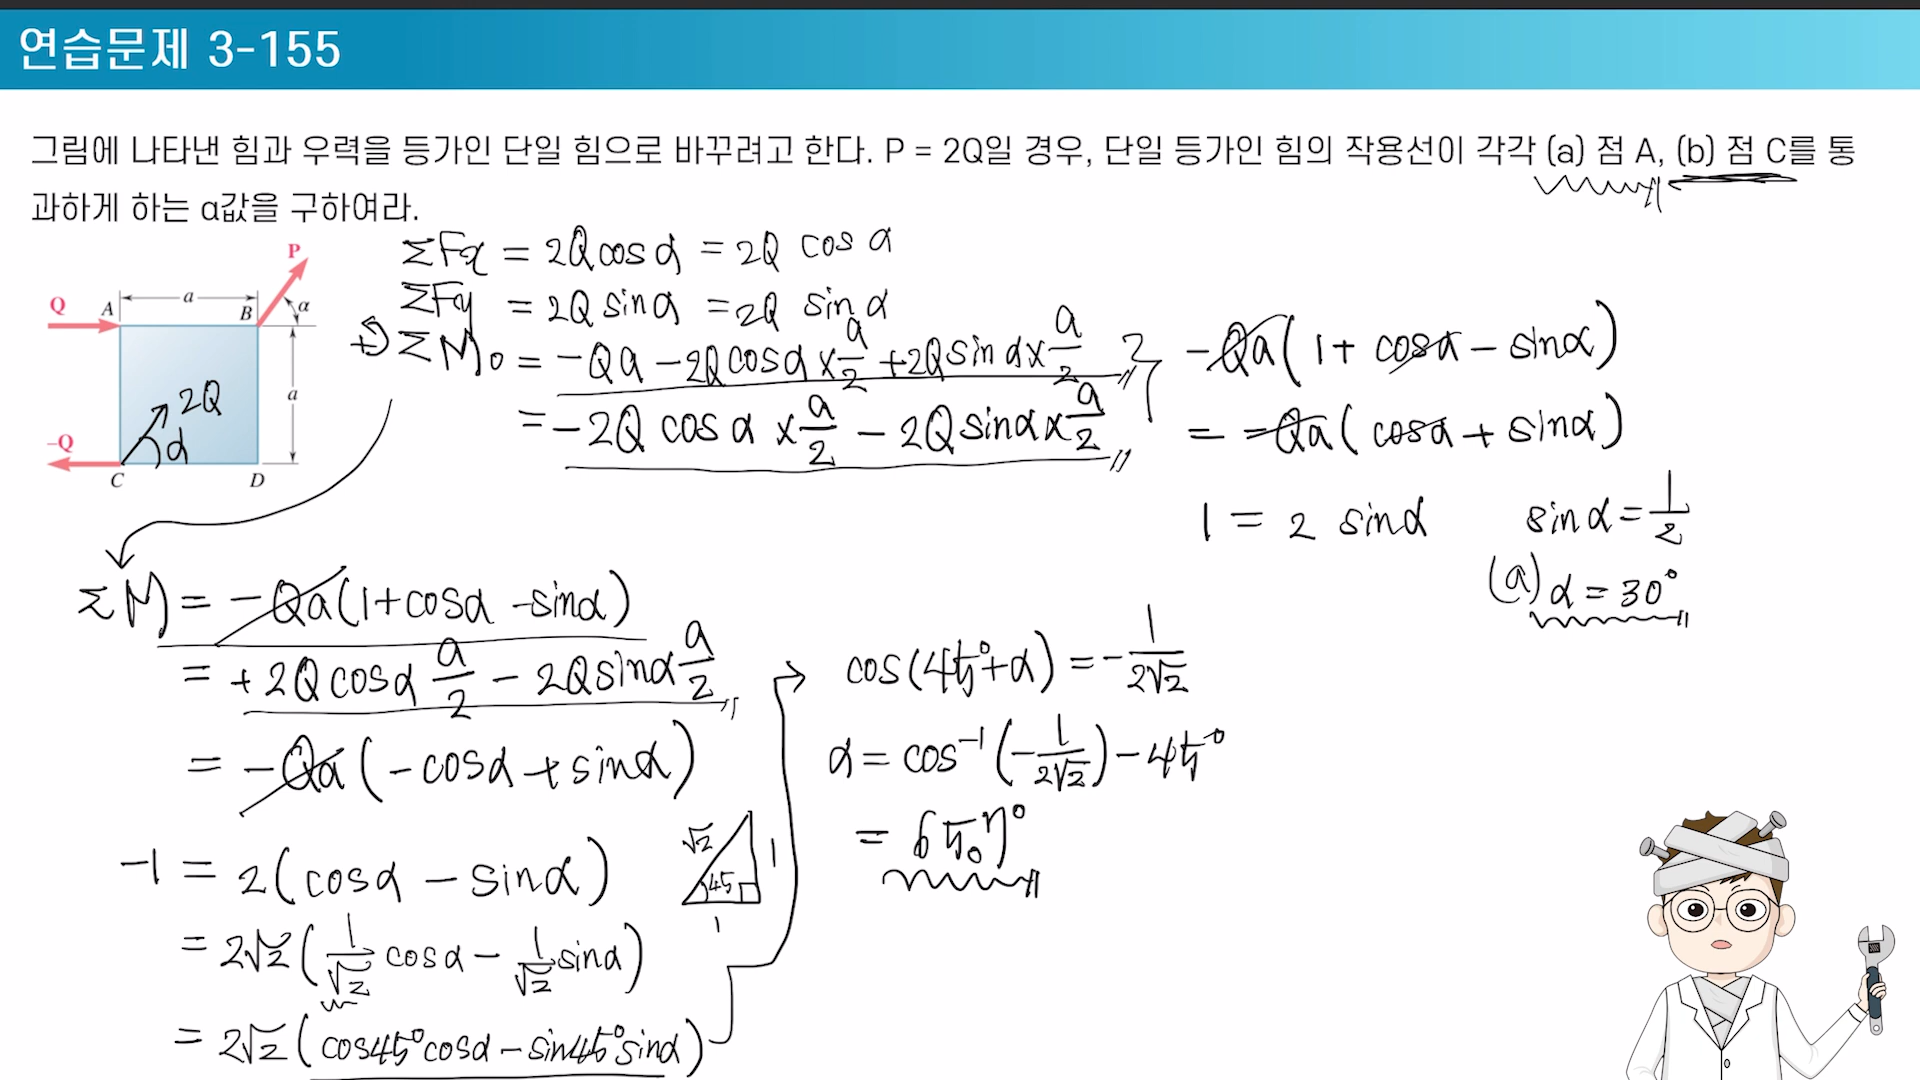 연습문제 3-155
그림에 나타낸 힘과 우력을 등가인 단일 힘으로 바꾸려고 한다. P = 2Q일 경우, 단일 등가인 힘의 작용선이 각각 (a) 점 A, (b) 점 C를 통
과하게 하는 α값을 구하여라.
P
Q A a B α
a
2Q
α
-Q
C D
ΣFx = 2Q cos α = 2Q cos α
ΣFy = 2Q sin α = 2Q sin α
+↺ ΣMo = -Qa - 2Q cos α × a/2 + 2Q sin α × a/2
= -2Q cos α × a/2 - 2Q sin α × a/2
-Qa(1 + cos α - sin α)
= -Qa(cos α + sin α)
1 = 2 sin α sin α = 1/2
(a) α = 30°
ΣM = -Qa(1 + cos α - sin α)
= +2Q cos α a/2 - 2Q sin α a/2
= -Qa(-cos α + sin α)
-1 = 2(cos α - sin α)
= 2√2(1/√2 cos α - 1/√2 sin α)
= 2√2(cos45° cos α - sin45° sin α)
√2 1
45
1
cos(45° + α) = -1/2√2
α = cos⁻¹(-1/2√2) - 45°
= 65.7°